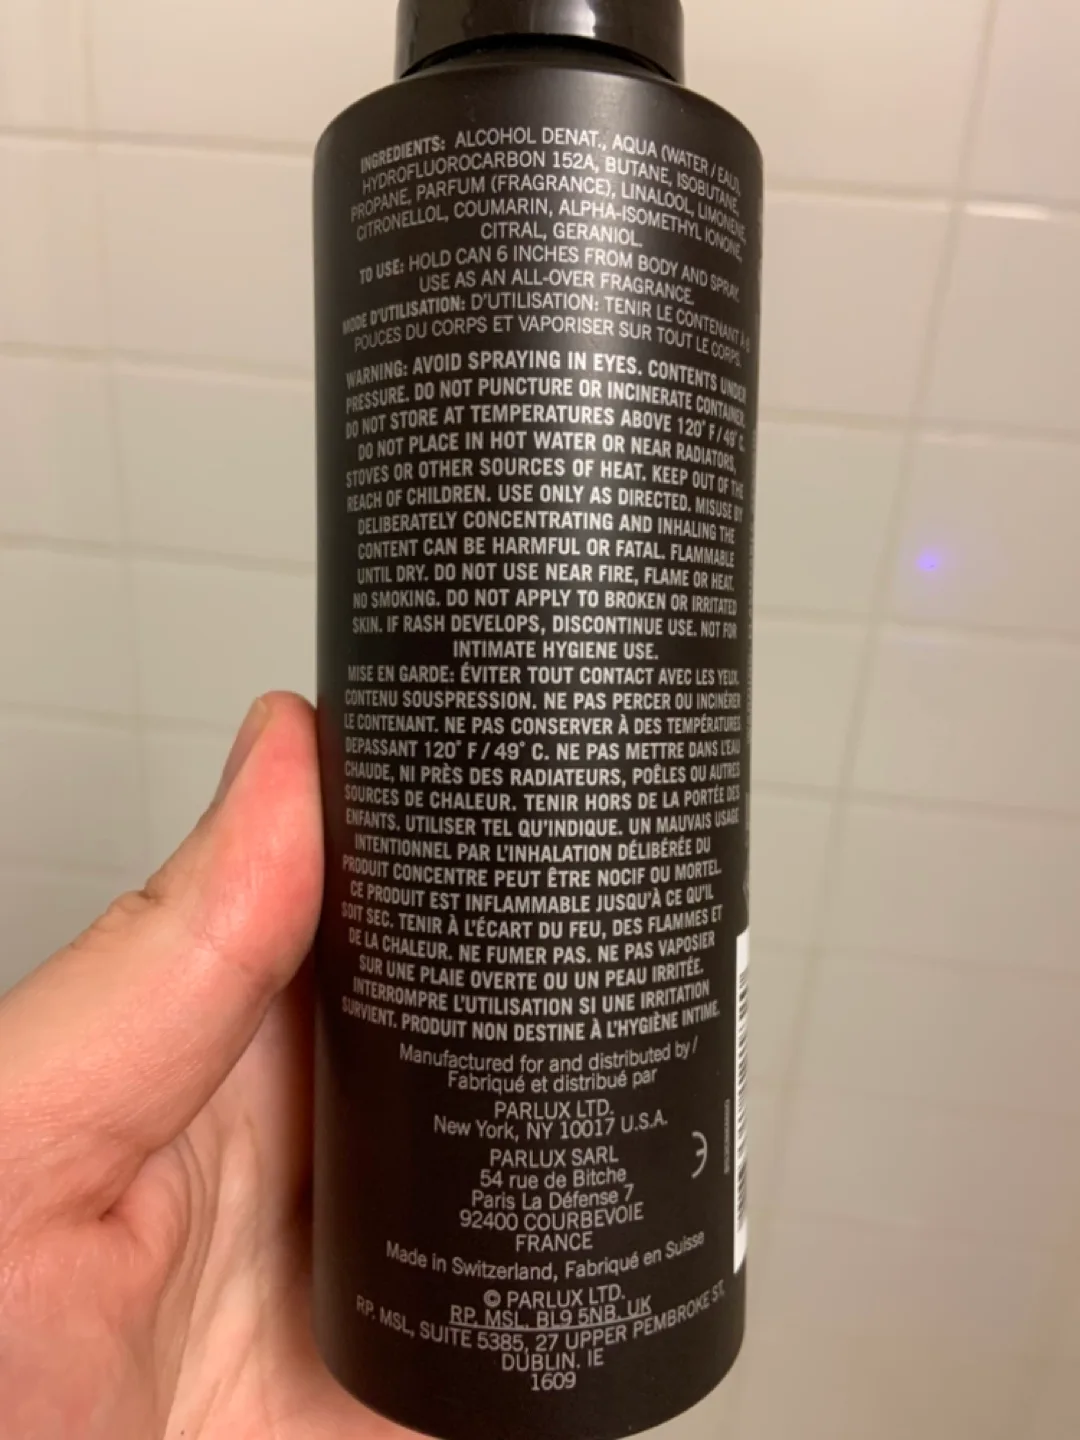 INGREDIENTS: ALCOHOL DENAT., AQUA (WATER / EAU),
HYDROFLUOROCARBON 152A, BUTANE, ISOBUTANE,
PROPANE, PARFUM (FRAGRANCE), LINALOOL, LIMONENE,
CITRONELLOL, COUMARIN, ALPHA-ISOMETHYL IONONE,
CITRAL, GERANIOL.
TO USE: HOLD CAN 6 INCHES FROM BODY AND SPRAY.
USE AS AN ALL-OVER FRAGRANCE.
MODE D'UTILISATION: D'UTILISATION: TENIR LE CONTENANT À 6
POUCES DU CORPS ET VAPORISER SUR TOUT LE CORPS.
WARNING: AVOID SPRAYING IN EYES. CONTENTS UNDER
PRESSURE. DO NOT PUNCTURE OR INCINERATE CONTAINER.
DO NOT STORE AT TEMPERATURES ABOVE 120° F / 49° C.
DO NOT PLACE IN HOT WATER OR NEAR RADIATORS,
STOVES OR OTHER SOURCES OF HEAT. KEEP OUT OF THE
REACH OF CHILDREN. USE ONLY AS DIRECTED. MISUSE BY
DELIBERATELY CONCENTRATING AND INHALING THE
CONTENT CAN BE HARMFUL OR FATAL. FLAMMABLE
UNTIL DRY. DO NOT USE NEAR FIRE, FLAME OR HEAT.
NO SMOKING. DO NOT APPLY TO BROKEN OR IRRITATED
SKIN. IF RASH DEVELOPS, DISCONTINUE USE. NOT FOR
INTIMATE HYGIENE USE.
MISE EN GARDE: ÉVITER TOUT CONTACT AVEC LES YEUX.
CONTENU SOUSPRESSION. NE PAS PERCER OU INCINÉRER
LE CONTENANT. NE PAS CONSERVER À DES TEMPÉRATURES
DEPASSANT 120° F / 49° C. NE PAS METTRE DANS L'EAU
CHAUDE, NI PRÈS DES RADIATEURS, POÊLES OU AUTRES
SOURCES DE CHALEUR. TENIR HORS DE LA PORTÉE DES
ENFANTS. UTILISER TEL QU'INDIQUE. UN MAUVAIS USAGE
INTENTIONNEL PAR L'INHALATION DÉLIBÉRÉE DU
PRODUIT CONCENTRE PEUT ÊTRE NOCIF OU MORTEL.
CE PRODUIT EST INFLAMMABLE JUSQU'À CE QU'IL
SOIT SEC. TENIR À L'ÉCART DU FEU, DES FLAMMES ET
DE LA CHALEUR. NE FUMER PAS. NE PAS VAPOSIER
SUR UNE PLAIE OVERTE OU UN PEAU IRRITÉE.
INTERROMPRE L'UTILISATION SI UNE IRRITATION
SURVIENT. PRODUIT NON DESTINE À L'HYGIÈNE INTIME.
Manufactured for and distributed by /
Fabriqué et distribué par
PARLUX LTD.
New York, NY 10017 U.S.A.
PARLUX SARL
54 rue de Bitche
Paris La Défense 7
92400 COURBEVOIE
FRANCE
Made in Switzerland, Fabriqué en Suisse
© PARLUX LTD.
RP. MSL. BL9 5NB. UK
RP. MSL, SUITE 5385, 27 UPPER PEMBROKE ST,
DUBLIN. IE
1609